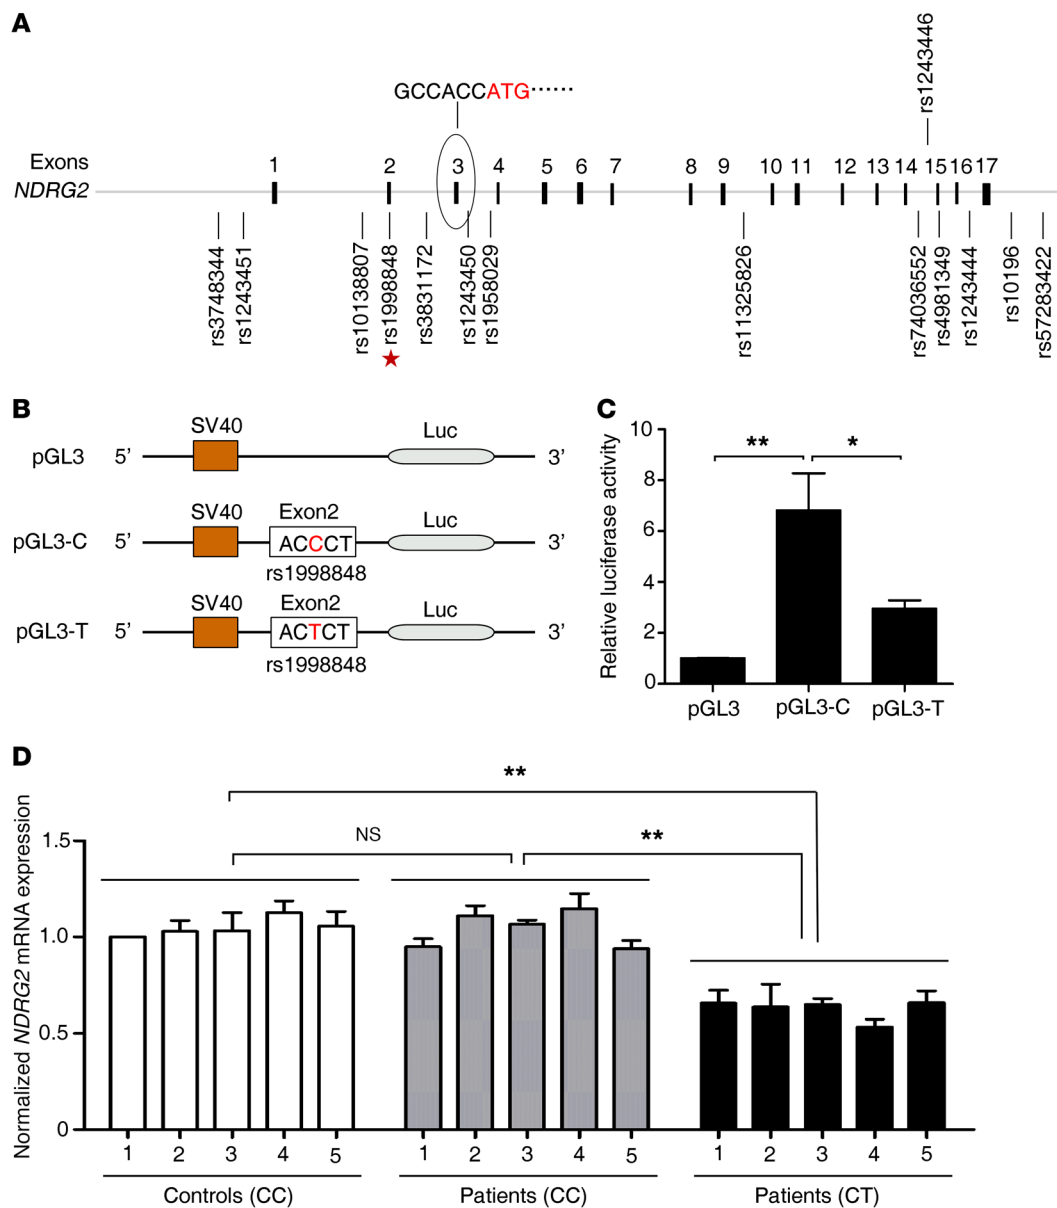 A
rs1243446
GCCACCATG······
Exons 1 2 3 4 5 6 7 8 9 10 11 12 13 14 15 16 17
NDRG2
rs3748344
rs1243451
rs10138807
rs1998848
rs3831172
rs1243450
rs1958029
rs11325826
rs74036552
rs4981349
rs1243444
rs10196
rs57283422
B
SV40 Luc
pGL3 5’ 3’
SV40 Exon2 Luc
pGL3-C 5’ ACCCT 3’
rs1998848
SV40 Exon2 Luc
pGL3-T 5’ ACTCT 3’
rs1998848
C
Relative luciferase activity
10
8
6
4
2
0
** *
pGL3 pGL3-C pGL3-T
D
Normalized NDRG2 mRNA expression
1.5
1.0
0.5
0
**
NS **
1 2 3 4 5 1 2 3 4 5 1 2 3 4 5
Controls (CC) Patients (CC) Patients (CT)